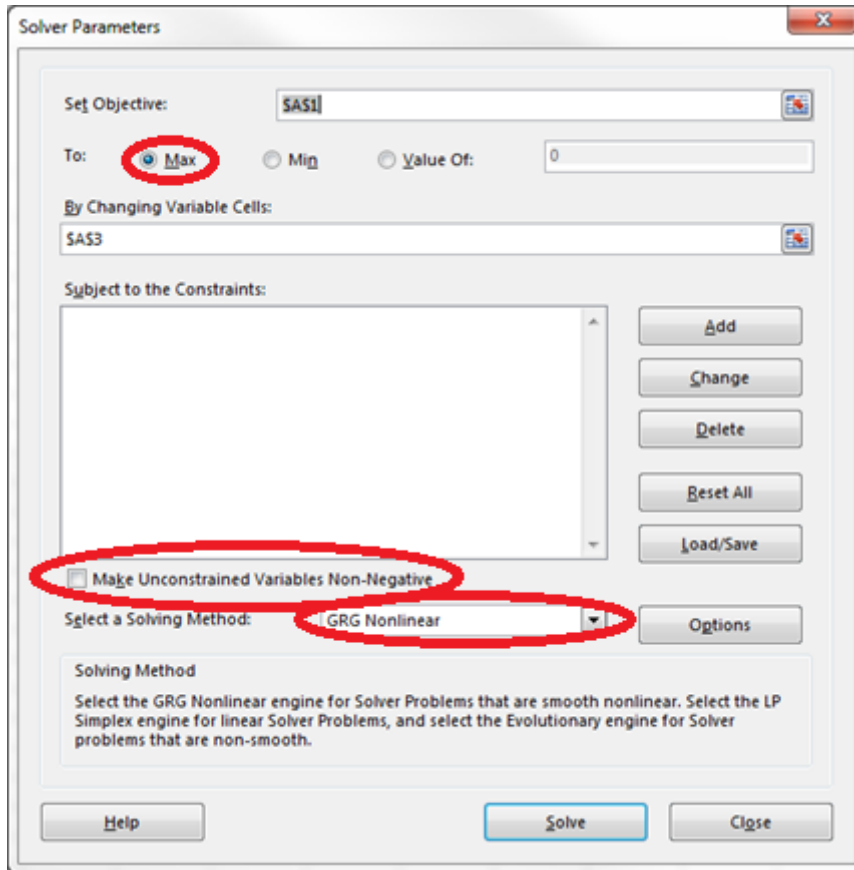 Solver Parameters
Set Objective: $A$1
To: Max Min Value Of: 0
By Changing Variable Cells:
$A$3
Subject to the Constraints:
Add
Change
Delete
Reset All
Load/Save
Make Unconstrained Variables Non-Negative
Select a Solving Method: GRG Nonlinear Options
Solving Method
Select the GRG Nonlinear engine for Solver Problems that are smooth nonlinear. Select the LP
Simplex engine for linear Solver Problems, and select the Evolutionary engine for Solver
problems that are non-smooth.
Help Solve Close